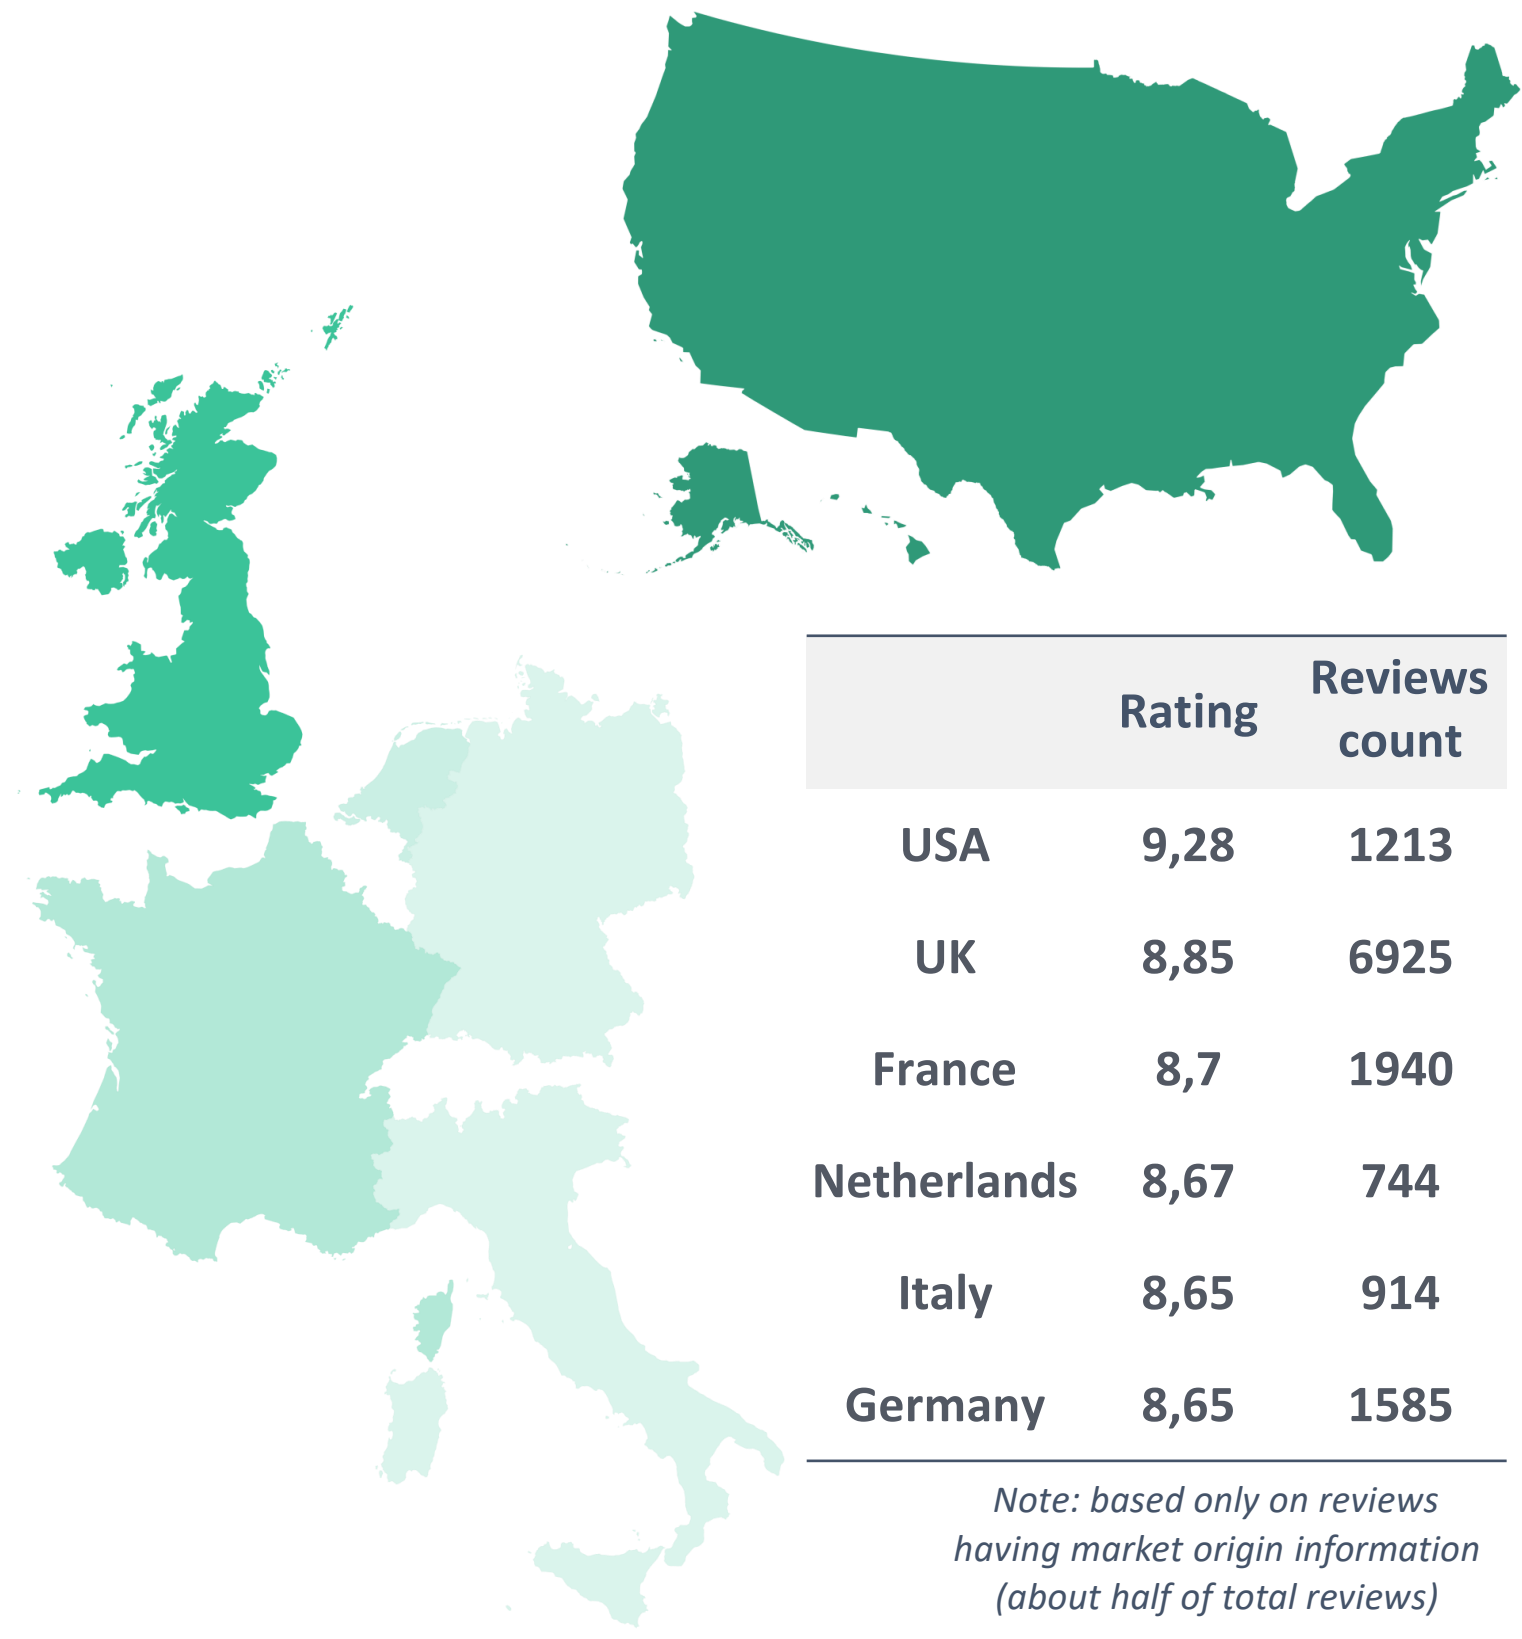 Rating Reviews count
USA 9,28 1213
UK 8,85 6925
France 8,7 1940
Netherlands 8,67 744
Italy 8,65 914
Germany 8,65 1585
Note: based only on reviews
having market origin information
(about half of total reviews)